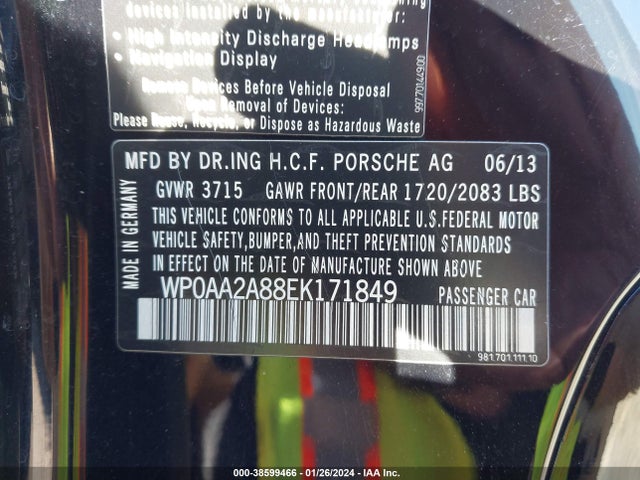 devices installed by the manufacturer:
• High Intensity Discharge Headlamps
• Navigation Display
Remove Devices Before Vehicle Disposal
Upon Removal of Devices:
Please Reuse, Recycle, or Dispose as Hazardous Waste
99770144900
MFD BY DR.ING H.C.F. PORSCHE AG 06/13
GVWR 3715 GAWR FRONT/REAR 1720/2083 LBS
THIS VEHICLE CONFORMS TO ALL APPLICABLE U.S.FEDERAL MOTOR
VEHICLE SAFETY,BUMPER,AND THEFT PREVENTION STANDARDS
IN EFFECT ON THE DATE OF MANUFACTURE SHOWN ABOVE
WP0AA2A88EK171849 PASSENGER CAR
MADE IN GERMANY
981.701.111.10
000-38599466 - 01/26/2024 - IAA Inc.